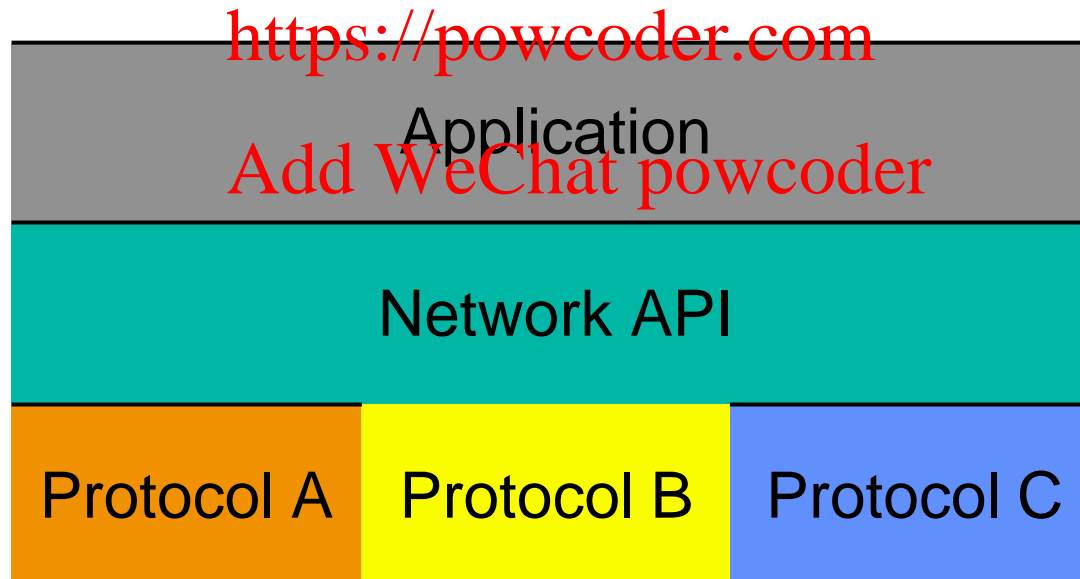 https://powcoder.com
Application
Add WeChat powcoder
Network API
Protocol A Protocol B Protocol C